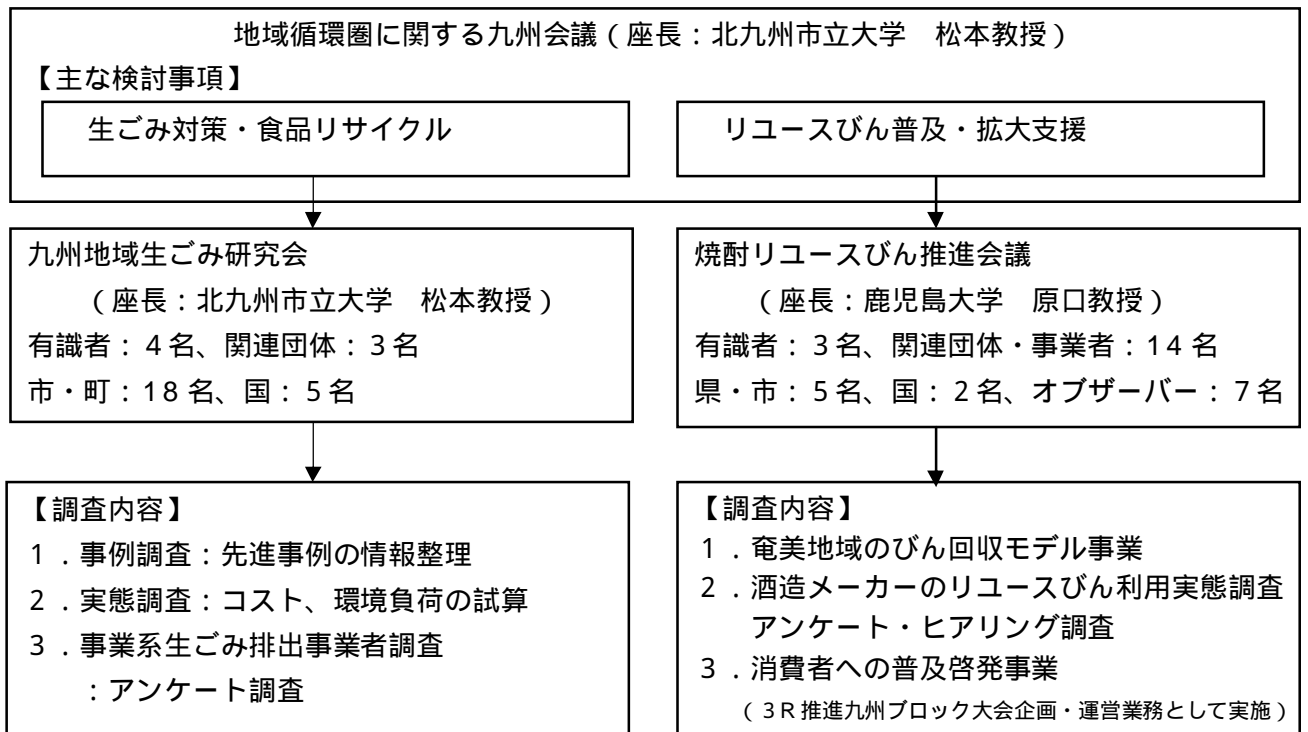 地域循環圏に関する九州会議(座長:北九州市立大学 松本教授)
【主な検討事項】
生ごみ対策・食品リサイクル
リユースびん普及・拡大支援
九州地域生ごみ研究会
(座長:北九州市立大学 松本教授)
有識者:4名、関連団体:3名
市・町:18名、国:5名
焼酎リユースびん推進会議
(座長:鹿児島大学 原口教授)
有識者:3名、関連団体・事業者:14名
県・市:5名、国:2名、オブザーバー:7名
【調査内容】
1.事例調査:先進事例の情報整理
2.実態調査:コスト、環境負荷の試算
3.事業系生ごみ排出事業者調査
:アンケート調査
【調査内容】
1.奄美地域のびん回収モデル事業
2.酒造メーカーのリユースびん利用実態調査
アンケート・ヒアリング調査
3.消費者への普及啓発事業
(3R推進九州ブロック大会企画・運営業務として実施)